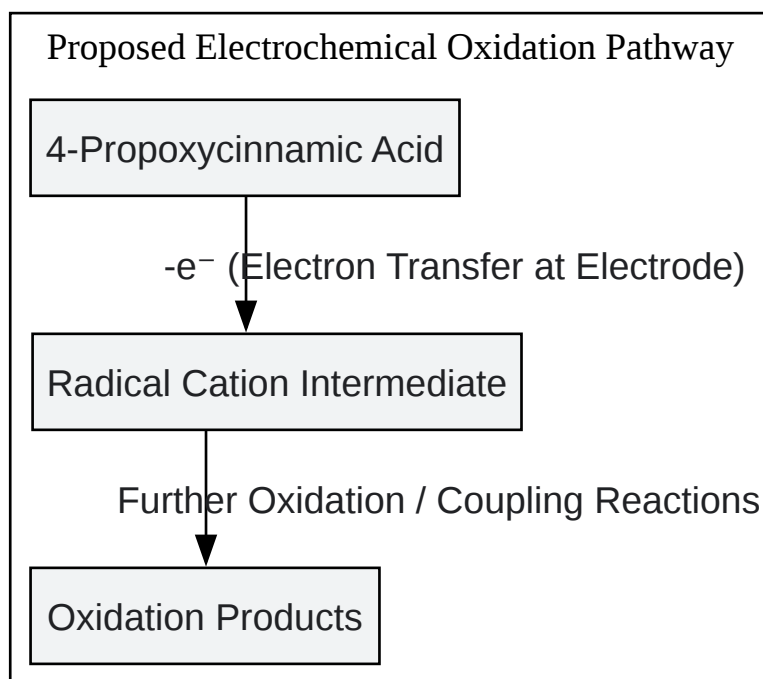 Proposed Electrochemical Oxidation Pathway
4-Propoxycinnamic Acid
-e⁻ (Electron Transfer at Electrode)
Radical Cation Intermediate
Further Oxidation / Coupling Reactions
Oxidation Products